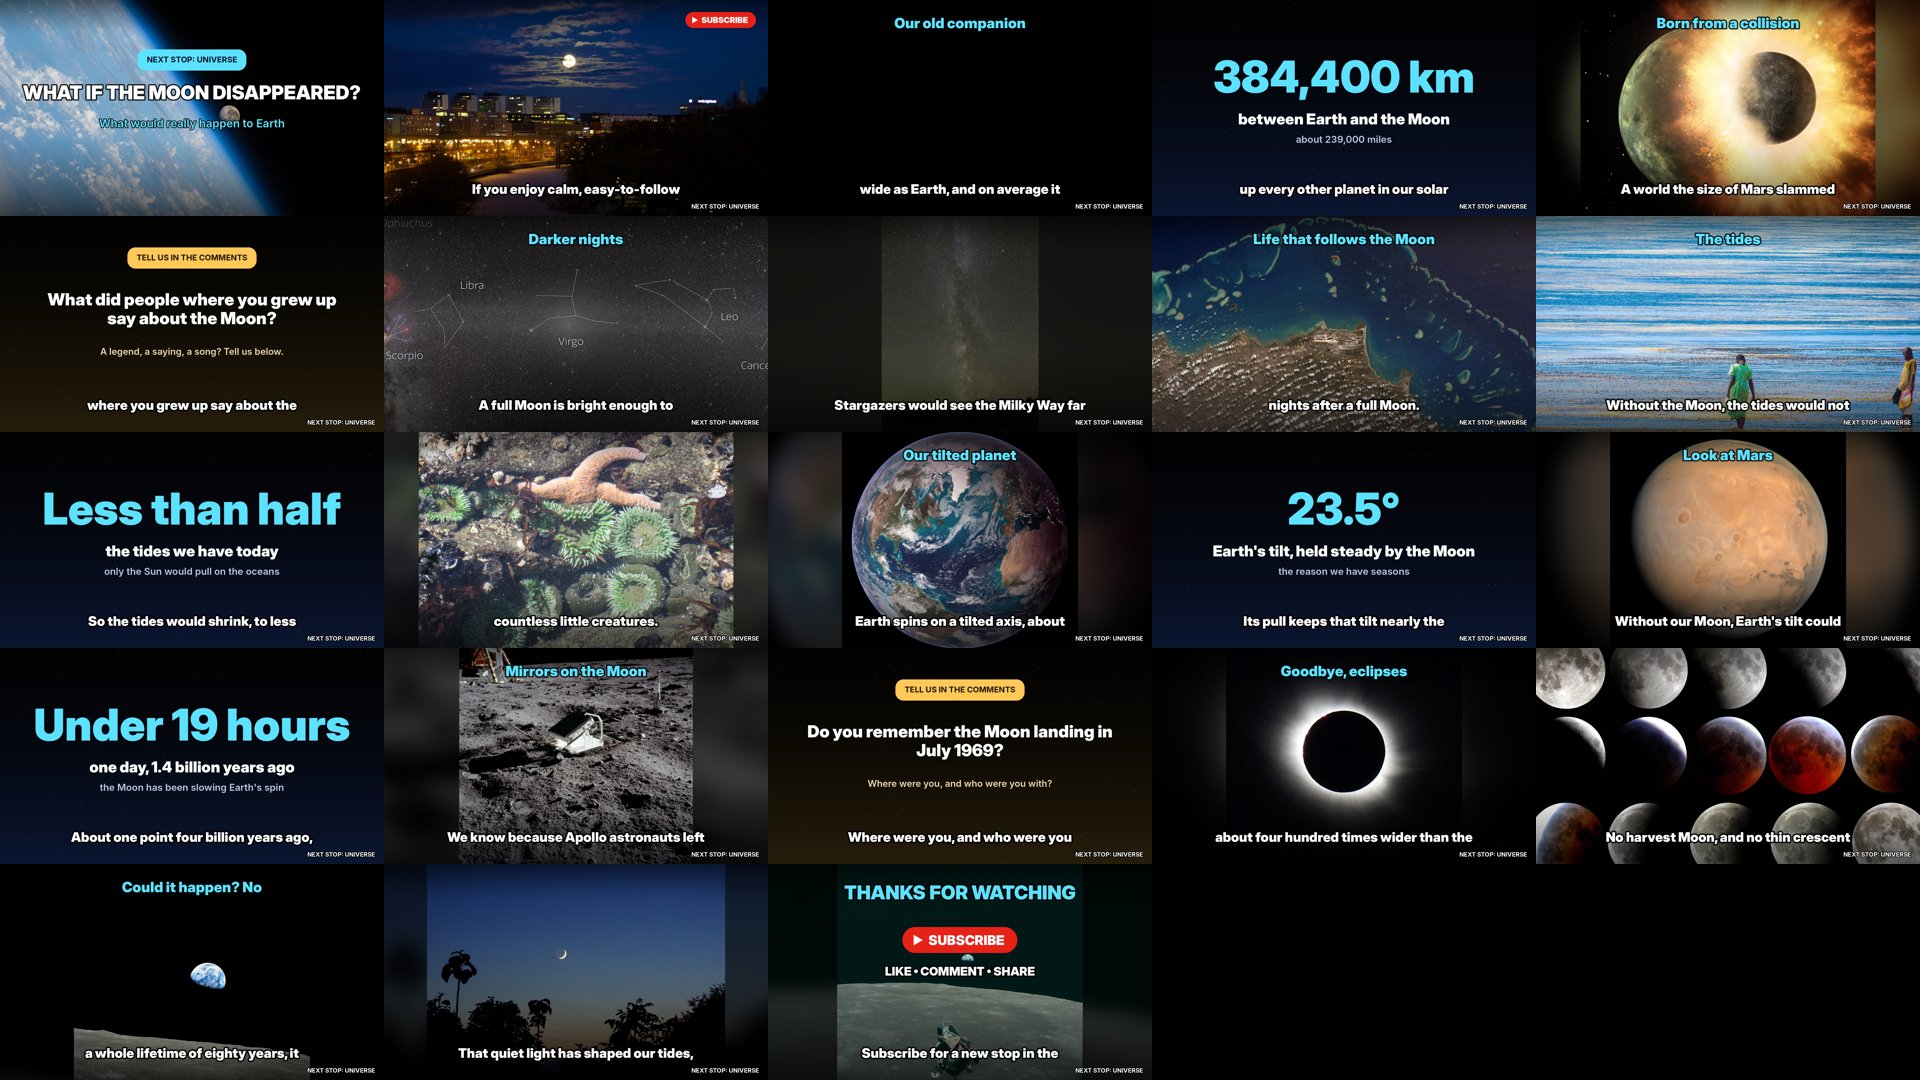 NEXT STOP: UNIVERSE
WHAT IF THE MOON DISAPPEARED?
What would really happen to Earth
SUBSCRIBE
If you enjoy calm, easy-to-follow
NEXT STOP: UNIVERSE
Our old companion
wide as Earth, and on average it
NEXT STOP: UNIVERSE
384,400 km
between Earth and the Moon
about 239,000 miles
up every other planet in our solar
NEXT STOP: UNIVERSE
Born from a collision
A world the size of Mars slammed
NEXT STOP: UNIVERSE
TELL US IN THE COMMENTS
What did people where you grew up
say about the Moon?
A legend, a saying, a song? Tell us below.
where you grew up say about the
NEXT STOP: UNIVERSE
Ophiuchus
Darker nights
Libra
Leo
Virgo
Scorpio
Cance
A full Moon is bright enough to
NEXT STOP: UNIVERSE
Stargazers would see the Milky Way far
NEXT STOP: UNIVERSE
Life that follows the Moon
nights after a full Moon.
NEXT STOP: UNIVERSE
The tides
Without the Moon, the tides would not
NEXT STOP: UNIVERSE
Less than half
the tides we have today
only the Sun would pull on the oceans
So the tides would shrink, to less
NEXT STOP: UNIVERSE
countless little creatures.
NEXT STOP: UNIVERSE
Our tilted planet
Earth spins on a tilted axis, about
NEXT STOP: UNIVERSE
23.5°
Earth's tilt, held steady by the Moon
the reason we have seasons
Its pull keeps that tilt nearly the
NEXT STOP: UNIVERSE
Look at Mars
Without our Moon, Earth's tilt could
NEXT STOP: UNIVERSE
Under 19 hours
one day, 1.4 billion years ago
the Moon has been slowing Earth's spin
About one point four billion years ago,
NEXT STOP: UNIVERSE
Mirrors on the Moon
We know because Apollo astronauts left
NEXT STOP: UNIVERSE
TELL US IN THE COMMENTS
Do you remember the Moon landing in
July 1969?
Where were you, and who were you with?
Where were you, and who were you
NEXT STOP: UNIVERSE
Goodbye, eclipses
about four hundred times wider than the
NEXT STOP: UNIVERSE
No harvest Moon, and no thin crescent
NEXT STOP: UNIVERSE
Could it happen? No
a whole lifetime of eighty years, it
NEXT STOP: UNIVERSE
That quiet light has shaped our tides,
NEXT STOP: UNIVERSE
THANKS FOR WATCHING
SUBSCRIBE
LIKE • COMMENT • SHARE
Subscribe for a new stop in the
NEXT STOP: UNIVERSE